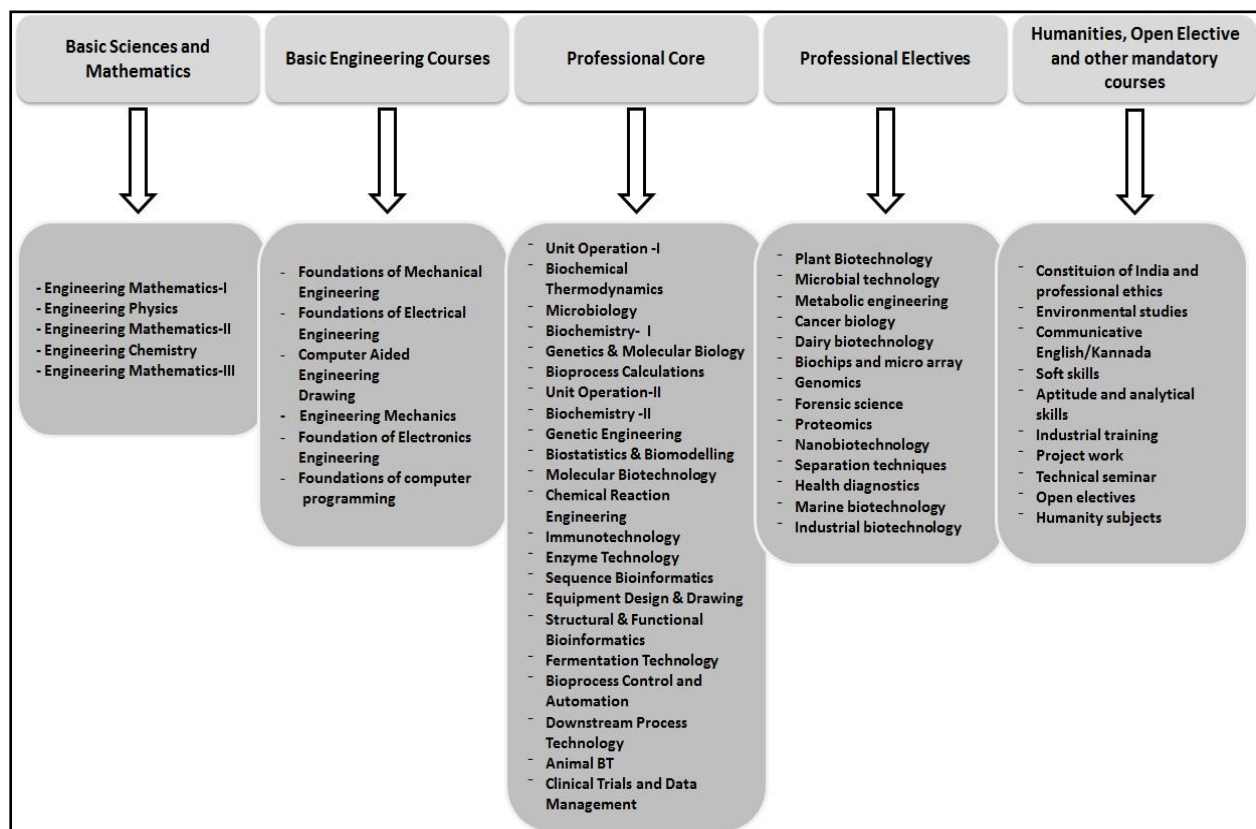 Basic Sciences and
Mathematics
Basic Engineering Courses
Professional Core
Professional Electives
Humanities, Open Elective
and other mandatory
courses
- Engineering Mathematics-I
- Engineering Physics
- Engineering Mathematics-II
- Engineering Chemistry
- Engineering Mathematics-III
- Foundations of Mechanical
Engineering
- Foundations of Electrical
Engineering
- Computer Aided
Engineering
Drawing
- Engineering Mechanics
- Foundation of Electronics
Engineering
- Foundations of computer
programming
- Unit Operation -I
- Biochemical
Thermodynamics
- Microbiology
- Biochemistry- I
- Genetics & Molecular Biology
- Bioprocess Calculations
- Unit Operation-II
- Biochemistry -II
- Genetic Engineering
- Biostatistics & Biomodelling
- Molecular Biotechnology
- Chemical Reaction
Engineering
- Immunotechnology
- Enzyme Technology
- Sequence Bioinformatics
- Equipment Design & Drawing
- Structural & Functional
Bioinformatics
- Fermentation Technology
- Bioprocess Control and
Automation
- Downstream Process
Technology
- Animal BT
- Clinical Trials and Data
Management
- Plant Biotechnology
- Microbial technology
- Metabolic engineering
- Cancer biology
- Dairy biotechnology
- Biochips and micro array
- Genomics
- Forensic science
- Proteomics
- Nanobiotechnology
- Separation techniques
- Health diagnostics
- Marine biotechnology
- Industrial biotechnology
- Constituion of India and
professional ethics
- Environmental studies
- Communicative
English/Kannada
- Soft skills
- Aptitude and analytical
skills
- Industrial training
- Project work
- Technical seminar
- Open electives
- Humanity subjects